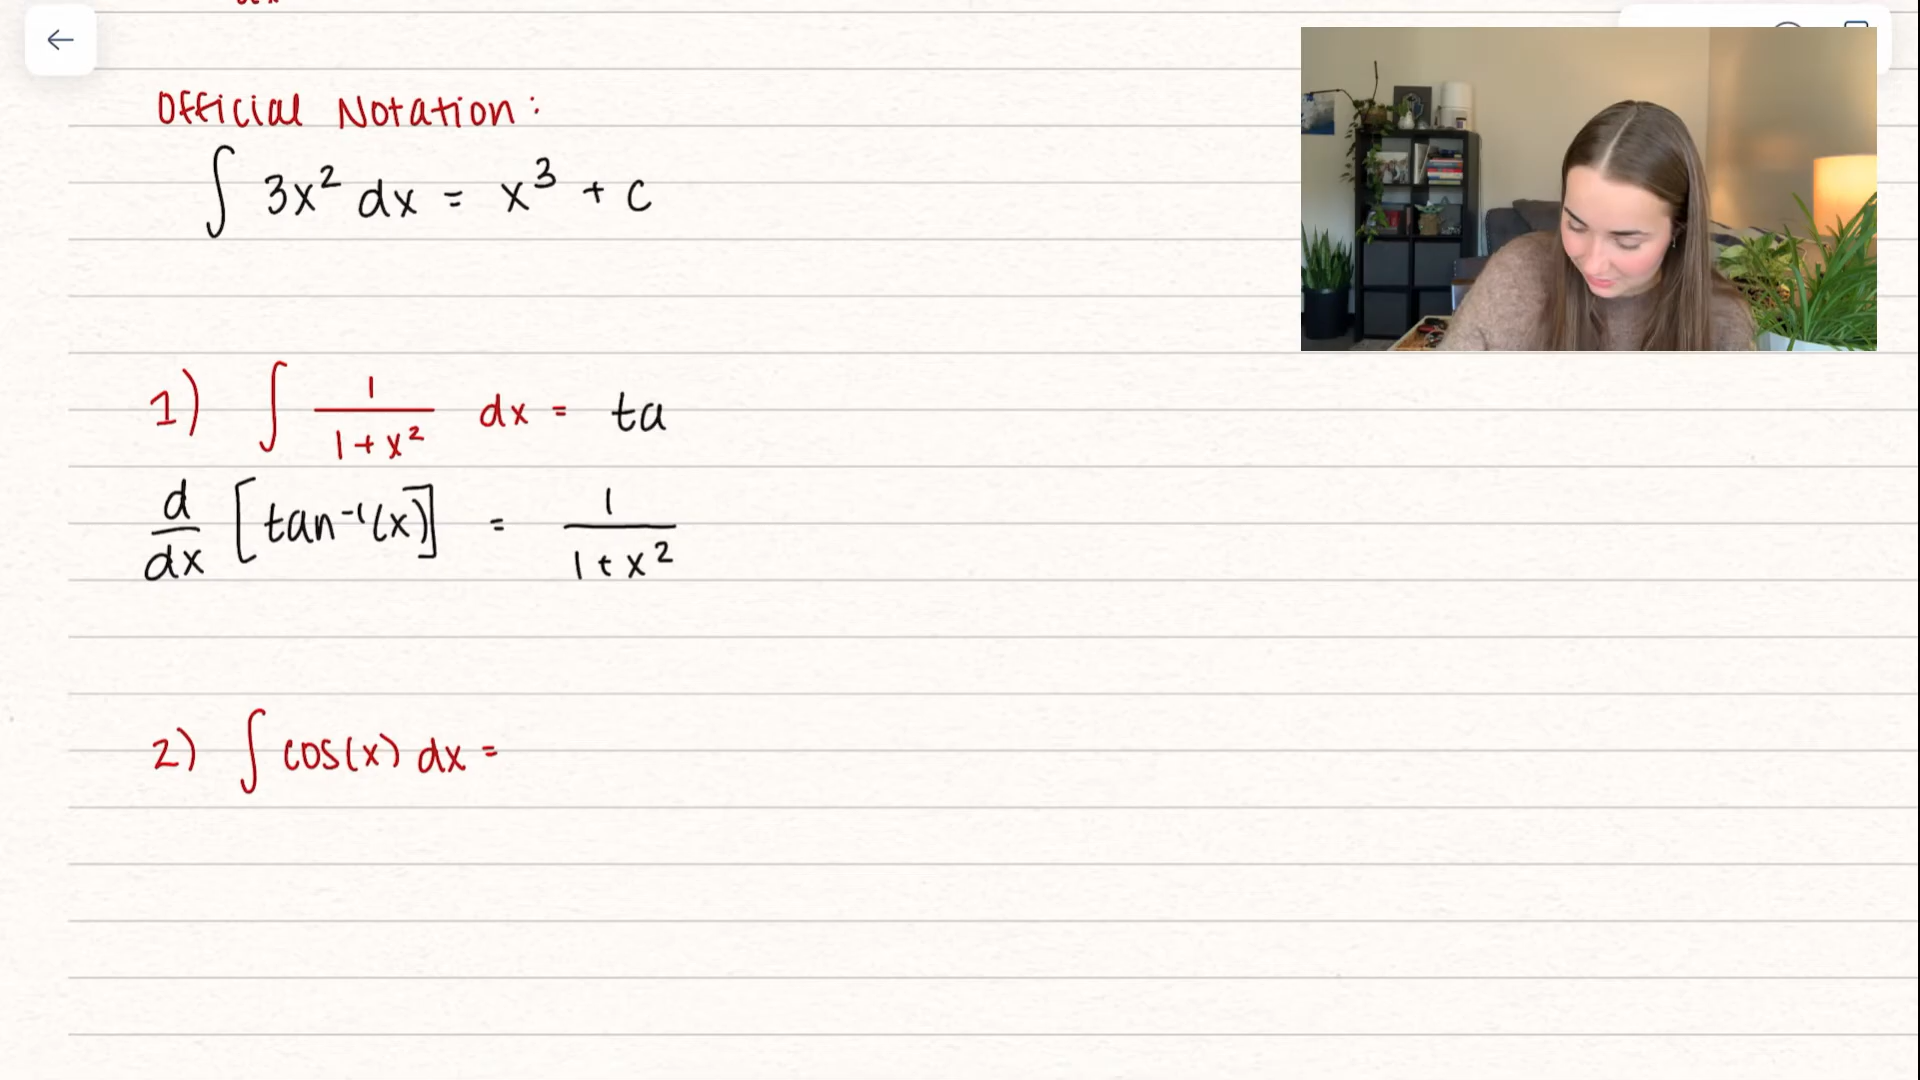 Official Notation:
∫ 3x² dx = x³ + c
1) ∫ 1/(1+x²) dx = ta
d/dx [tan⁻¹(x)] = 1/(1+x²)
2) ∫ cos(x) dx =